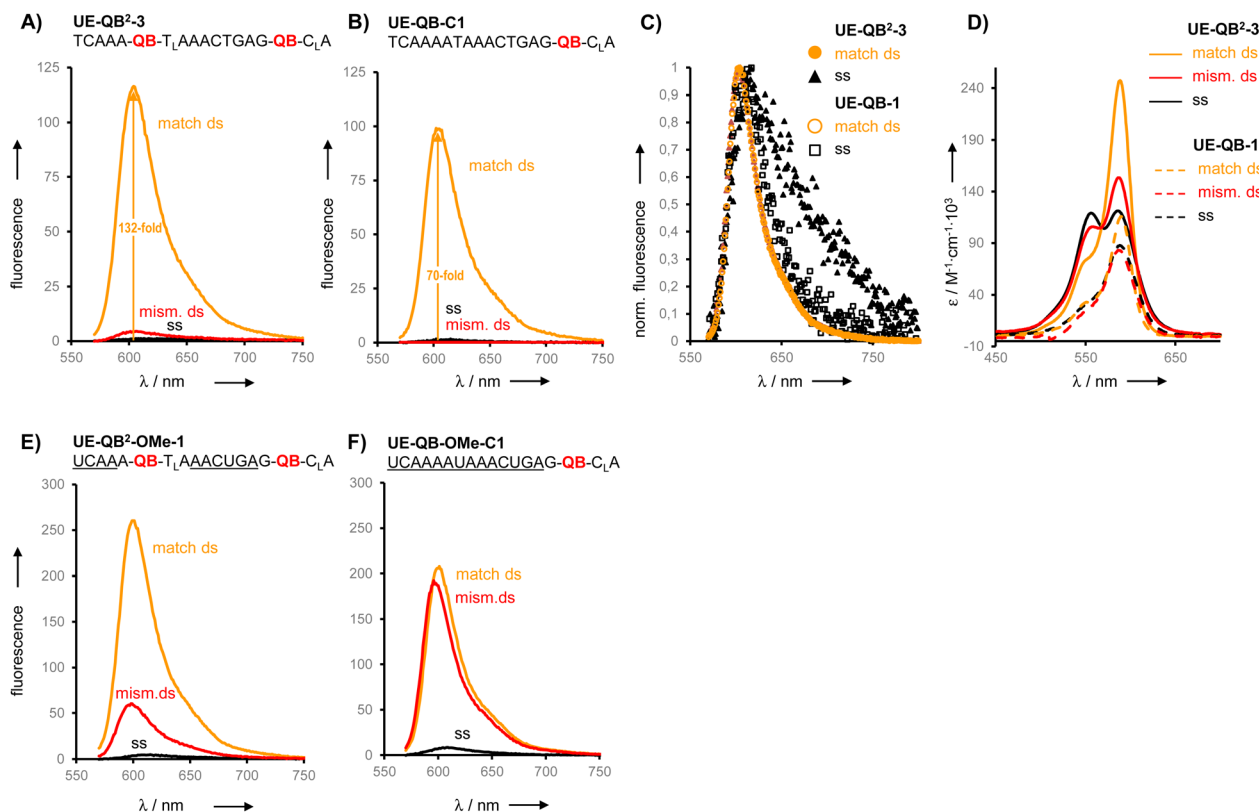 A)
UE-QB²-3
TCAAA-QB-TLAAACTGAG-QB-CLA
125
100
75
50
25
0
550
600
650
700
750
fluorescence
λ / nm
match ds
132-fold
mism. ds
ss
B)
UE-QB-C1
TCAAAATAAACTGAG-QB-CLA
125
100
75
50
25
0
550
600
650
700
750
fluorescence
λ / nm
match ds
70-fold
ss
mism. ds
C)
UE-QB²-3
match ds
ss
UE-QB-1
match ds
ss
1
0,9
0,8
0,7
0,6
0,5
0,4
0,3
0,2
0,1
0
550
650
750
norm. fluorescence
λ / nm
D)
UE-QB²-3
match ds
mism. ds
ss
UE-QB-1
match ds
mism. ds
ss
240
190
140
90
40
-10
450
550
650
ε / M⁻¹·cm⁻¹·10³
λ / nm
E)
UE-QB²-OMe-1
UCAAA-QB-TLAAACUGAG-QB-CLA
300
250
200
150
100
50
0
550
600
650
700
750
fluorescence
λ / nm
match ds
mism.ds
ss
F)
UE-QB-OMe-C1
UCAAAAUAAACUGAG-QB-CLA
300
250
200
150
100
50
0
550
600
650
700
750
λ / nm
match ds
mism.ds
ss